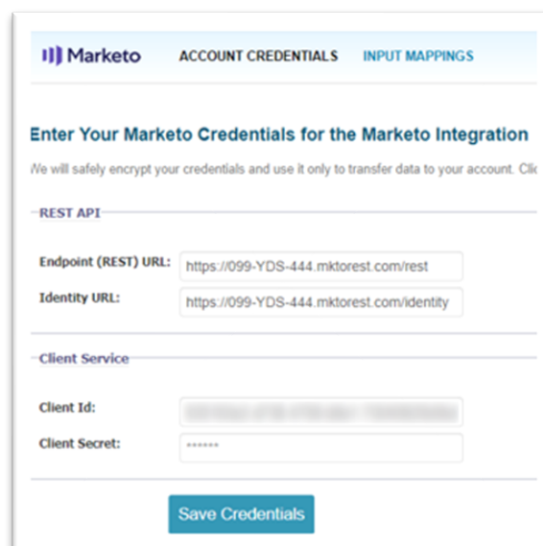 Marketo ACCOUNT CREDENTIALS INPUT MAPPINGS
Enter Your Marketo Credentials for the Marketo Integration
We will safely encrypt your credentials and use it only to transfer data to your account.
REST API
Endpoint (REST) URL: https://099-YDS-444.mktorest.com/rest
Identity URL: https://099-YDS-444.mktorest.com/identity
Client Service
Client Id:
Client Secret: ••••••
Save Credentials